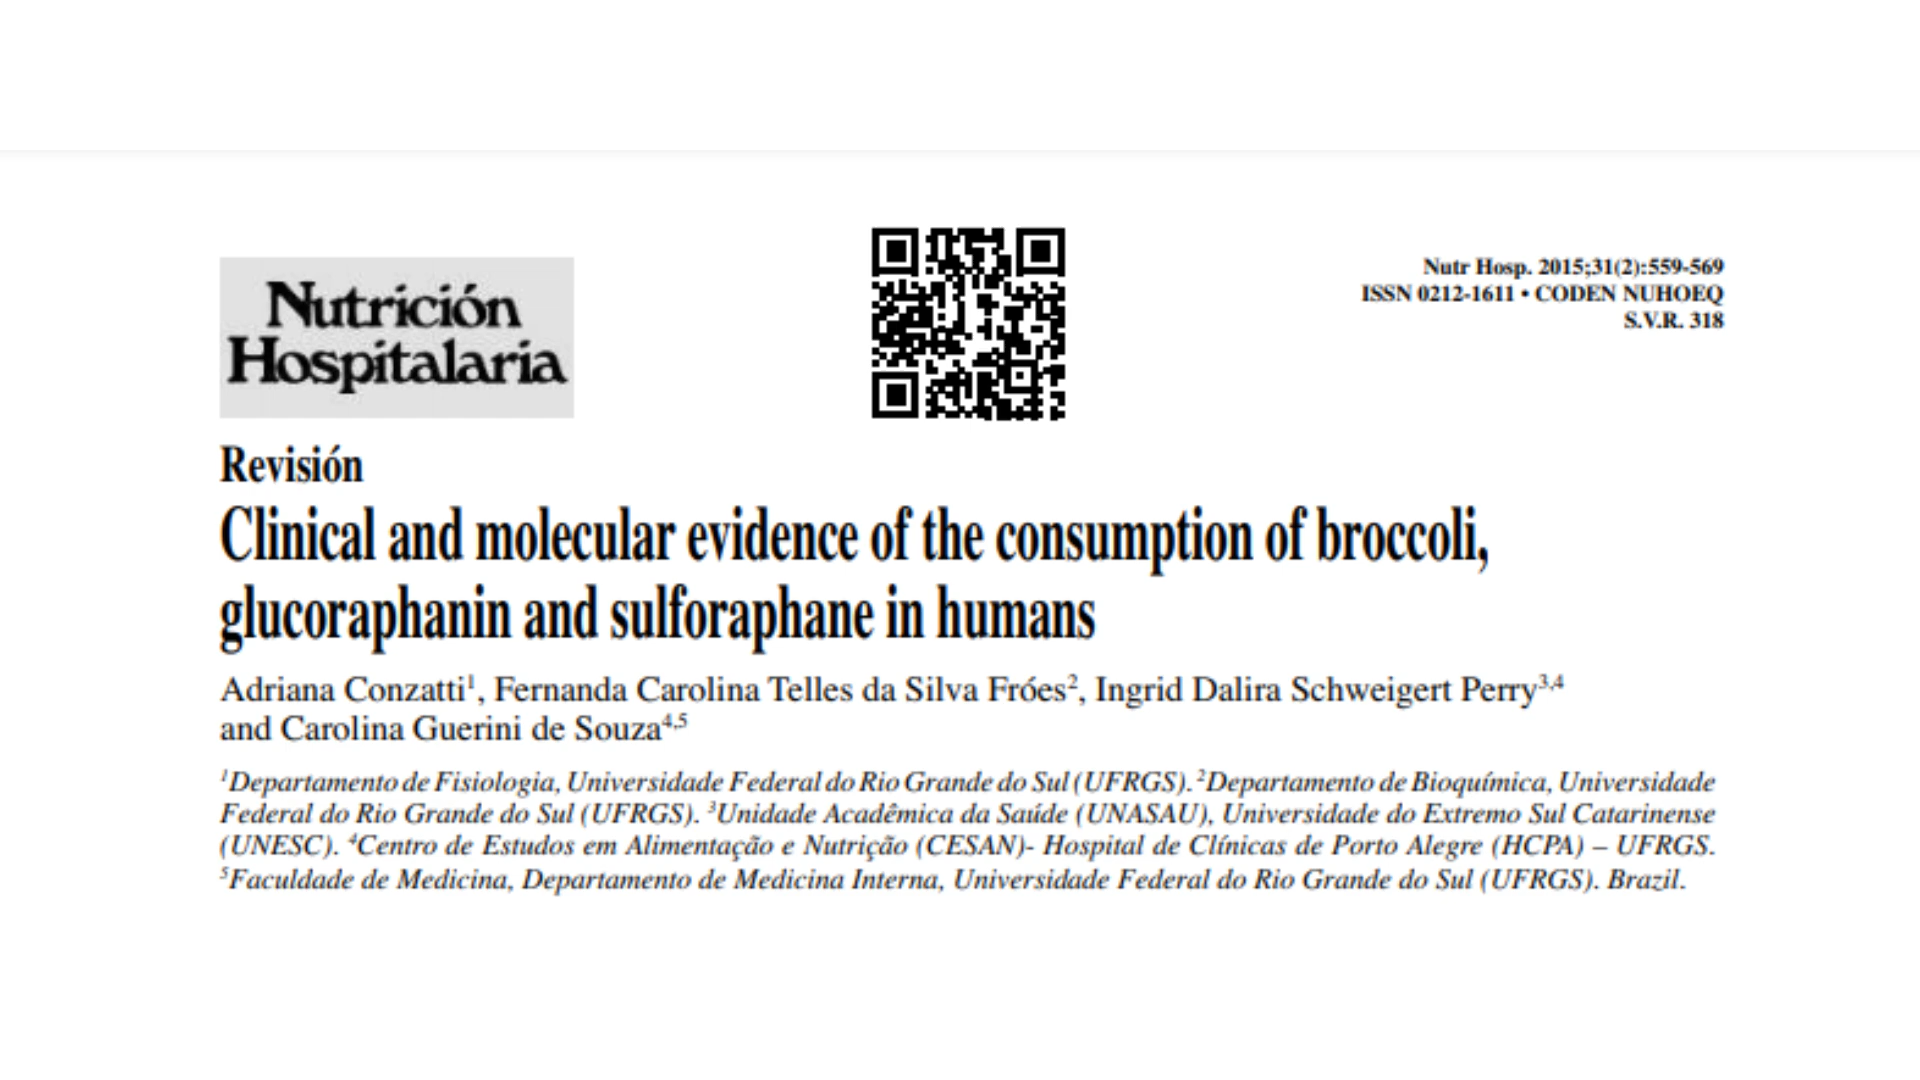 Nutrición
Hospitalaria
Nutr Hosp. 2015;31(2):559-569
ISSN 0212-1611 • CODEN NUHOEQ
S.V.R. 318
Revisión
Clinical and molecular evidence of the consumption of broccoli,
glucoraphanin and sulforaphane in humans
Adriana Conzatti¹, Fernanda Carolina Telles da Silva Fróes², Ingrid Dalira Schweigert Perry³,⁴
and Carolina Guerini de Souza⁴,⁵
¹Departamento de Fisiologia, Universidade Federal do Rio Grande do Sul (UFRGS). ²Departamento de Bioquímica, Universidade
Federal do Rio Grande do Sul (UFRGS). ³Unidade Acadêmica da Saúde (UNASAU), Universidade do Extremo Sul Catarinense
(UNESC). ⁴Centro de Estudos em Alimentação e Nutrição (CESAN)- Hospital de Clínicas de Porto Alegre (HCPA) – UFRGS.
⁵Faculdade de Medicina, Departamento de Medicina Interna, Universidade Federal do Rio Grande do Sul (UFRGS). Brazil.